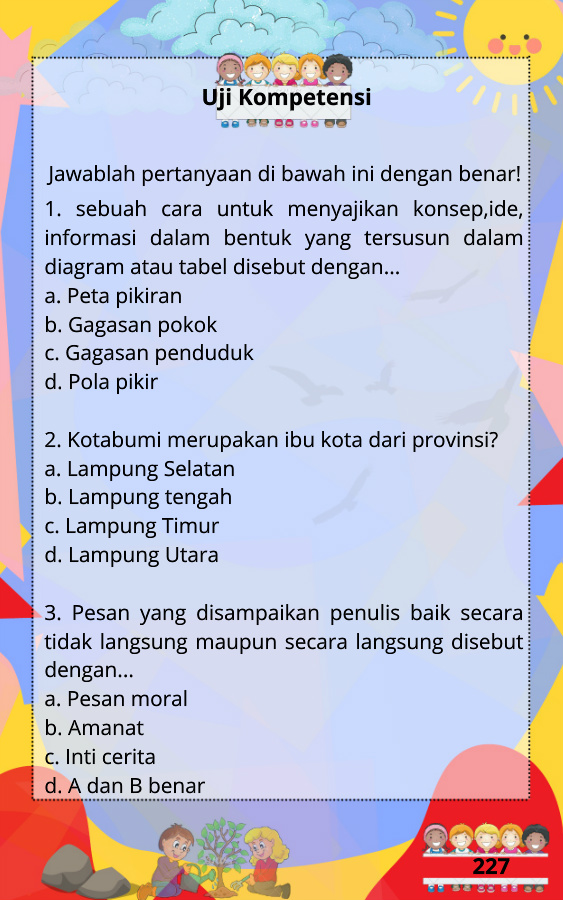 Uji Kompetensi
Jawablah pertanyaan di bawah ini dengan benar!
1. sebuah cara untuk menyajikan konsep,ide,
informasi dalam bentuk yang tersusun dalam
diagram atau tabel disebut dengan...
a. Peta pikiran
b. Gagasan pokok
c. Gagasan penduduk
d. Pola pikir
2. Kotabumi merupakan ibu kota dari provinsi?
a. Lampung Selatan
b. Lampung tengah
c. Lampung Timur
d. Lampung Utara
3. Pesan yang disampaikan penulis baik secara
tidak langsung maupun secara langsung disebut
dengan...
a. Pesan moral
b. Amanat
c. Inti cerita
d. A dan B benar
227